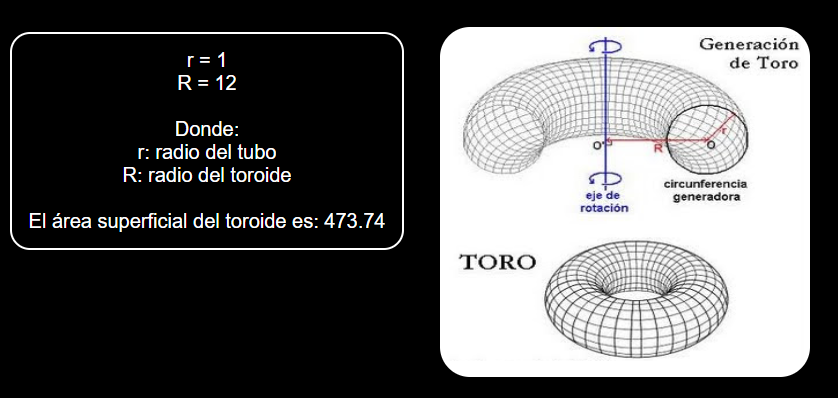 r = 1
R = 12
Donde:
r: radio del tubo
R: radio del toroide
El área superficial del toroide es: 473.74
Generación
de Toro
r
O'
R
O
circunferencia
generadora
eje de
rotación
TORO